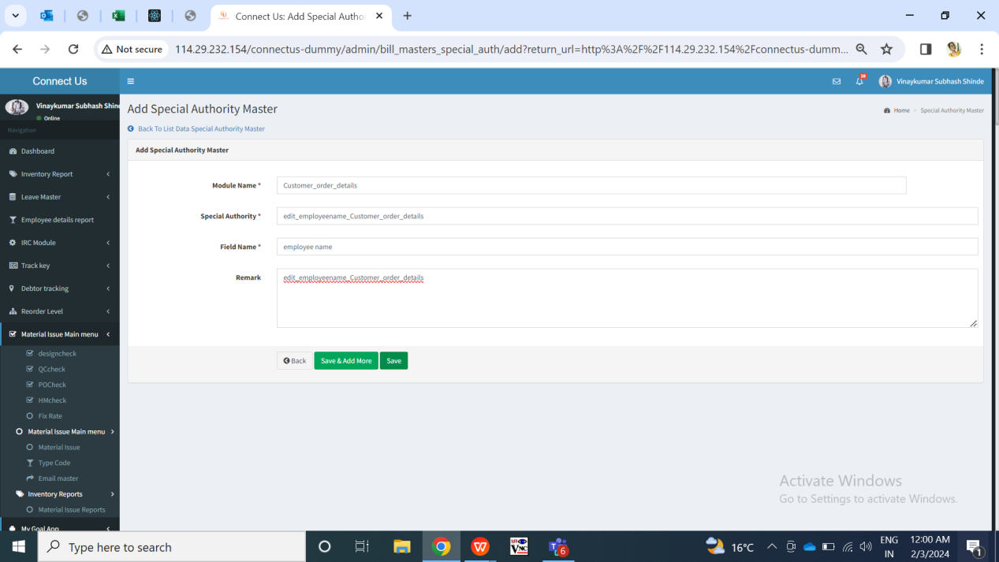 Connect Us: Add Special Author
Not secure
114.29.232.154/connectus-dummy/admin/bill_masters_special_auth/add?return_url=http%3A%2F%2F114.29.232.154%2Fconnectus-dumm...
Connect Us
28
Vinaykumar Subhash Shinde
Vinaykumar Subhash Shind
Online
Navigation
Dashboard
Inventory Report
Leave Master
Employee details report
IRC Module
Track key
Debtor tracking
Reorder Level
Material Issue Main menu
designcheck
QCcheck
POCheck
HMcheck
Fix Rate
Material Issue Main menu
Material Issue
Type Code
Email master
Inventory Reports
Material Issue Reports
My Goal App
Add Special Authority Master
Home > Special Authority Master
Back To List Data Special Authority Master
Add Special Authority Master
Module Name * Customer_order_details
Special Authority * edit_employeename_Customer_order_details
Field Name * employee name
Remark edit_employeename_Customer_order_details
Back Save & Add More Save
Activate Windows
Go to Settings to activate Windows.
Type here to search
6
16°C
ENG
IN
12:00 AM
2/3/2024
1